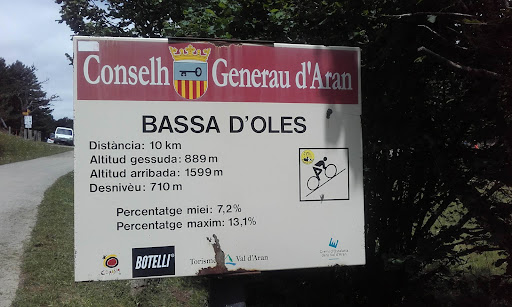 Conselh Generau d'Aran
BASSA D'OLES
Distància: 10 km
Altitud gessuda: 889 m
Altitud arribada: 1599 m
Desnivèu: 710 m
Percentatge miei: 7,2%
Percentatge maxim: 13,1%
BOTELLI
Torisme Val d'Aran